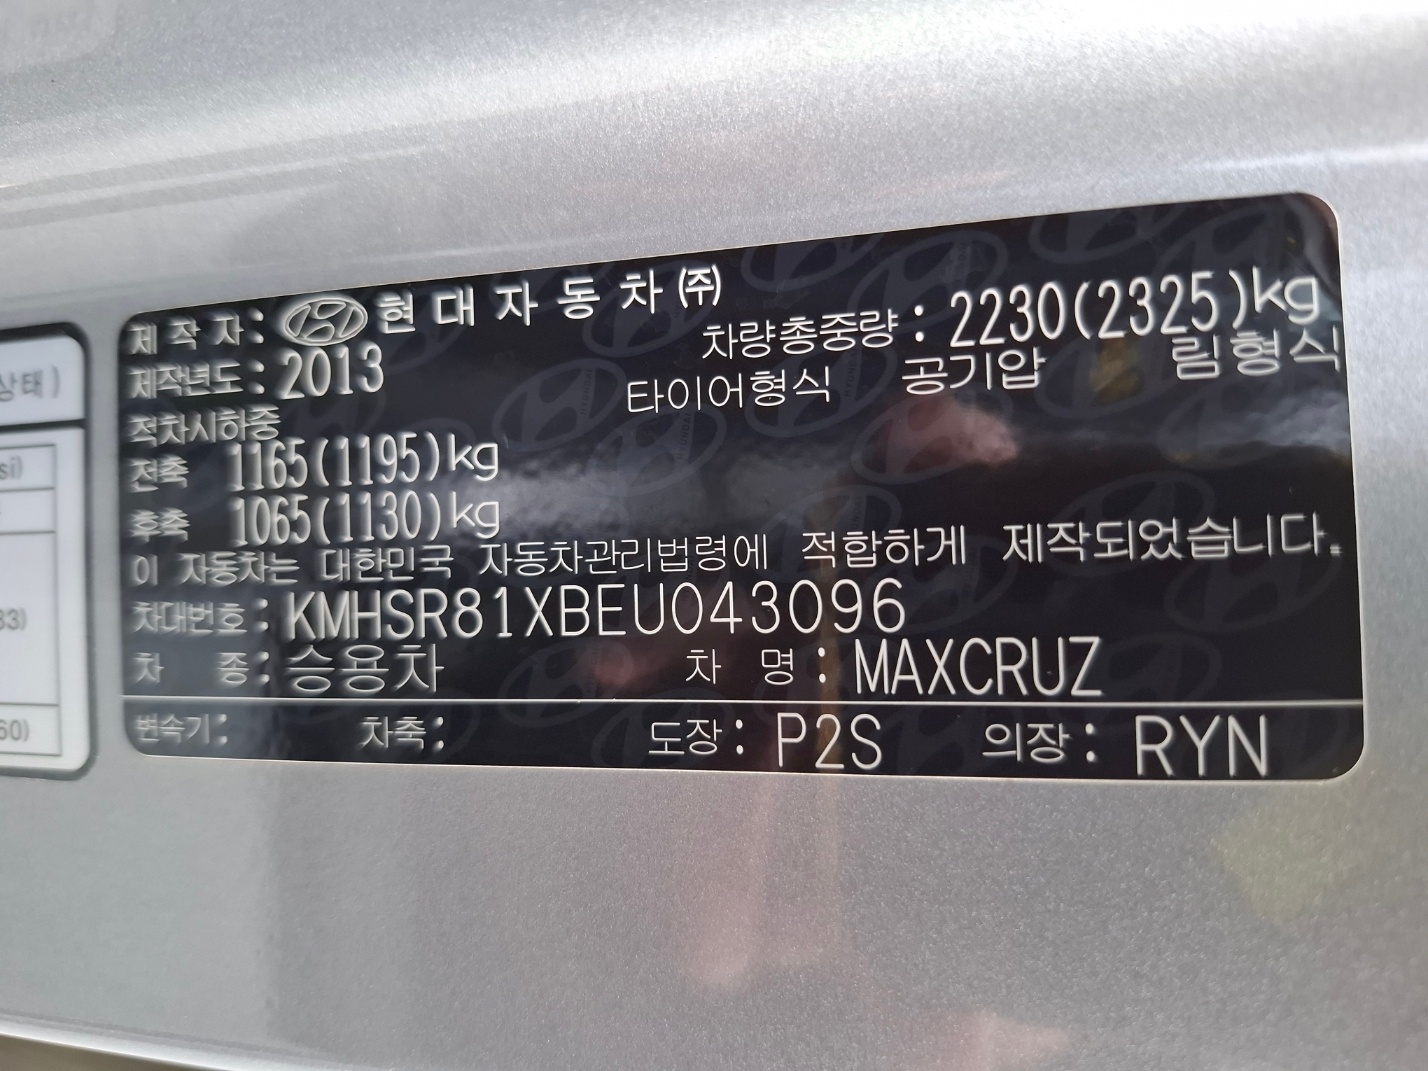 상태)
si)
83)
60)
제작자: 현대자동차㈜
차량총중량: 2230(2325)kg
제작년도: 2013
타이어형식 공기압 림형식
적차시하중
전축 1165(1195)kg
후축 1065(1130)kg
이 자동차는 대한민국 자동차관리법령에 적합하게 제작되었습니다.
차대번호: KMHSR81XBEU043096
차 종: 승용차 차 명: MAXCRUZ
변속기: 차축: 도장: P2S 의장: RYN